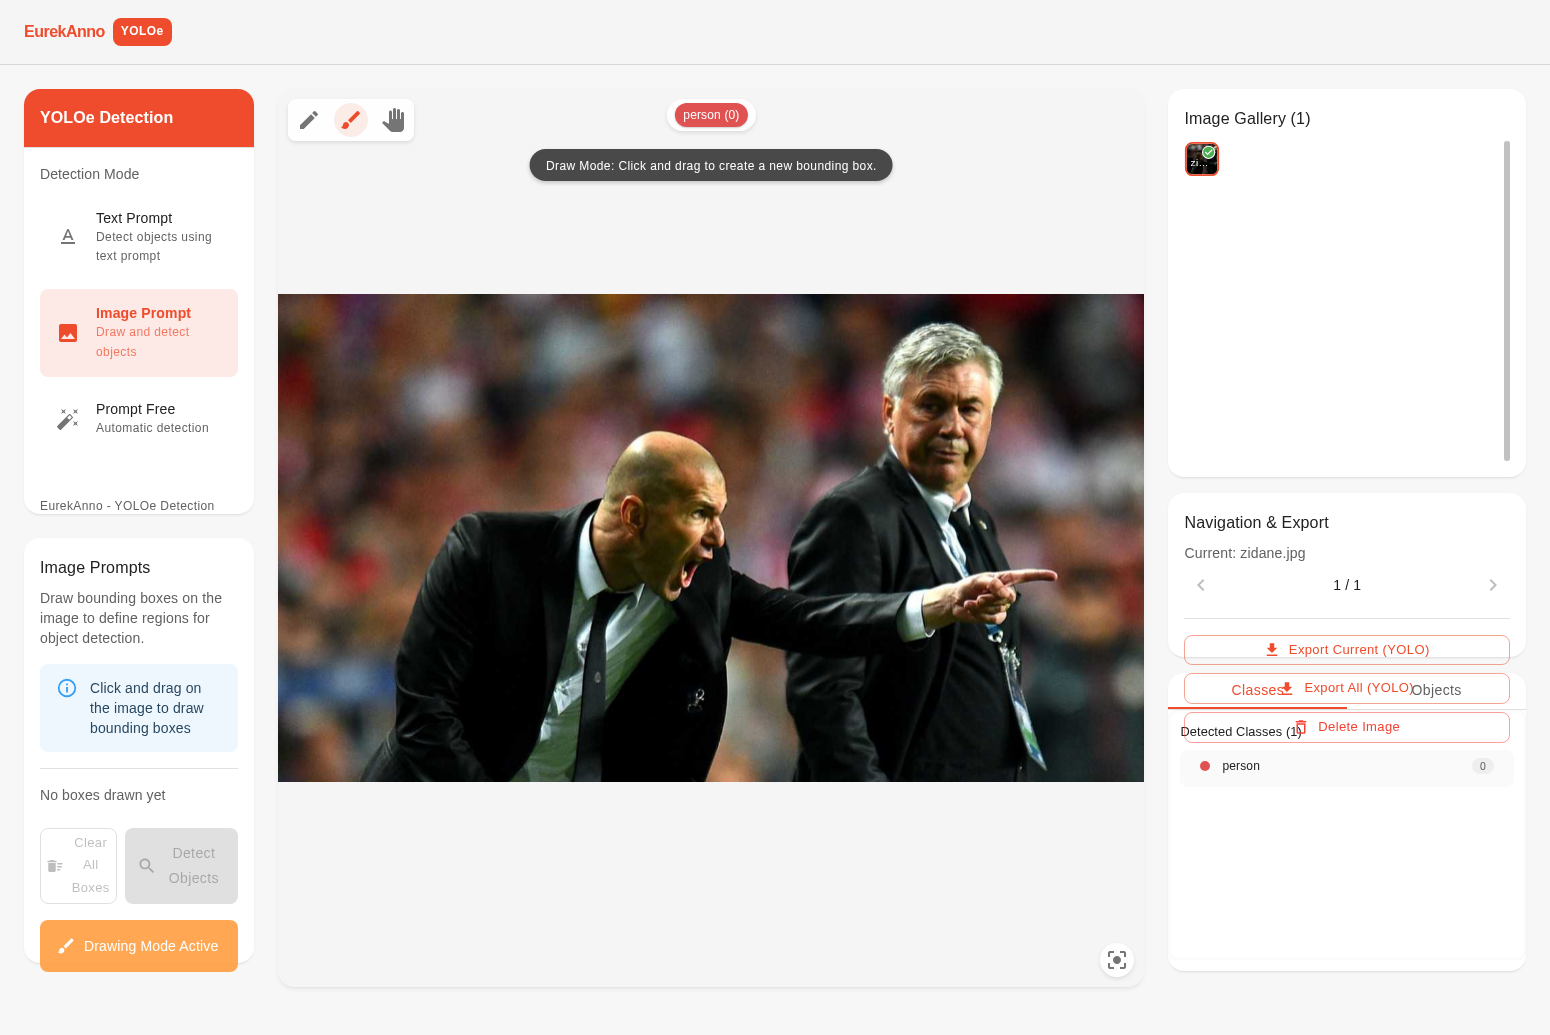 EurekAnno YOLOe
YOLOe Detection
Detection Mode
Text Prompt
Detect objects using
text prompt
Image Prompt
Draw and detect
objects
Prompt Free
Automatic detection
EurekAnno - YOLOe Detection
Image Prompts
Draw bounding boxes on the
image to define regions for
object detection.
Click and drag on
the image to draw
bounding boxes
No boxes drawn yet
Clear
All
Boxes
Detect
Objects
Drawing Mode Active
person (0)
Draw Mode: Click and drag to create a new bounding box.
Image Gallery (1)
zi...
Navigation & Export
Current: zidane.jpg
1 / 1
Export Current (YOLO)
Classes
Export All (YOLO)
Objects
Delete Image
Detected Classes (1)
person 0